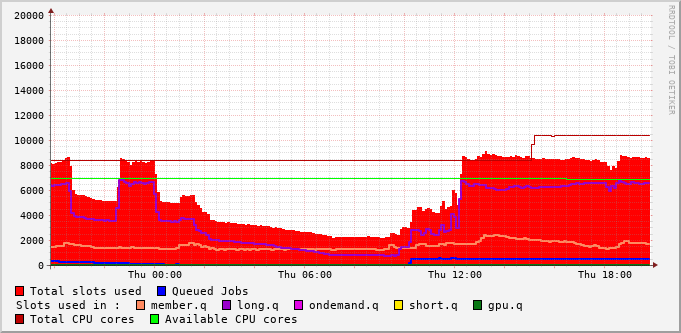 RRDTOOL / TOBI OETIKER
20000
18000
16000
14000
12000
10000
8000
6000
4000
2000
0
Thu 00:00 Thu 06:00 Thu 12:00 Thu 18:00
Total slots used Queued Jobs
Slots used in : member.q long.q ondemand.q short.q gpu.q
Total CPU cores Available CPU cores